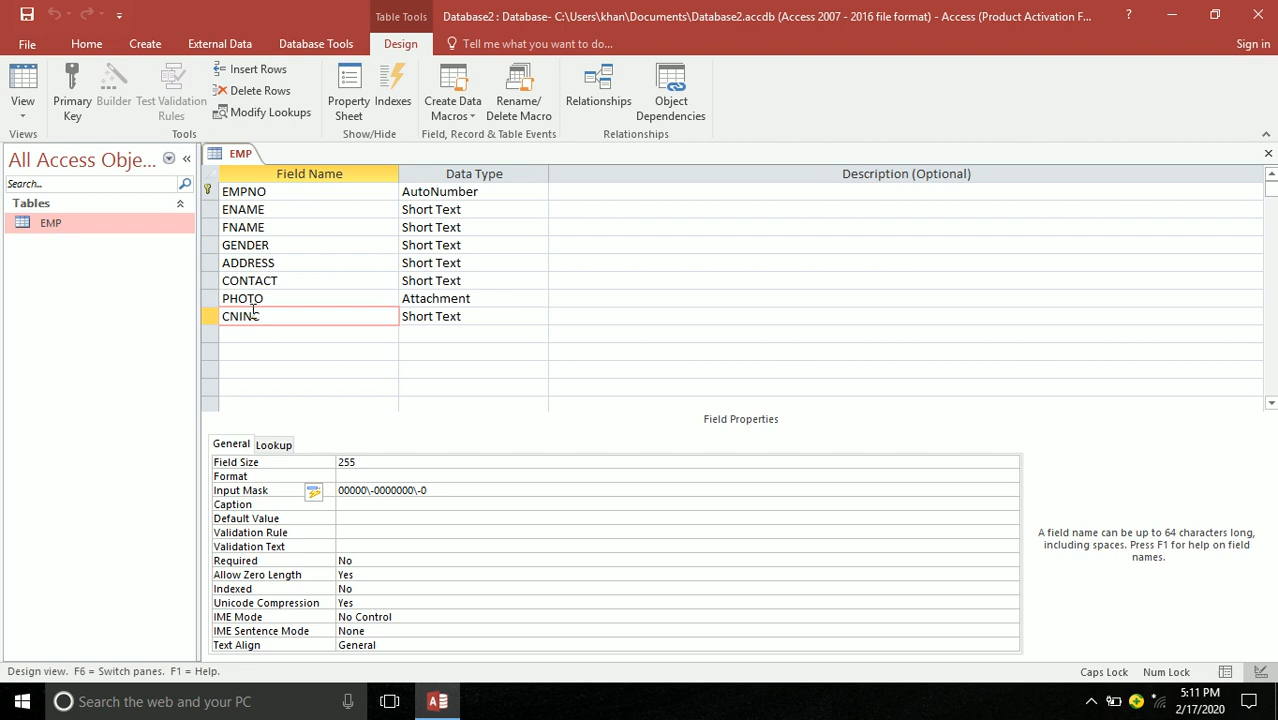 Table Tools
Database2 : Database- C:\Users\khan\Documents\Database2.accdb (Access 2007 - 2016 file format) - Access (Product Activation F...
?
File
Home
Create
External Data
Database Tools
Design
Tell me what you want to do...
Sign in
View
Primary Key
Builder
Test Validation Rules
Insert Rows
Delete Rows
Modify Lookups
Property Sheet
Indexes
Create Data Macros
Rename/ Delete Macro
Relationships
Object Dependencies
Views
Tools
Show/Hide
Field, Record & Table Events
Relationships
All Access Obje...
Search...
Tables
EMP
EMP
Field Name Data Type Description (Optional)
EMPNO AutoNumber
ENAME Short Text
FNAME Short Text
GENDER Short Text
ADDRESS Short Text
CONTACT Short Text
PHOTO Attachment
CNINC Short Text
Field Properties
General Lookup
Field Size 255
Format
Input Mask 00000\-0000000\-0
Caption
Default Value
Validation Rule
Validation Text
Required No
Allow Zero Length Yes
Indexed No
Unicode Compression Yes
IME Mode No Control
IME Sentence Mode None
Text Align General
A field name can be up to 64 characters long,
including spaces. Press F1 for help on field
names.
Design view. F6 = Switch panes. F1 = Help.
Caps Lock Num Lock
Search the web and your PC
5:11 PM
2/17/2020